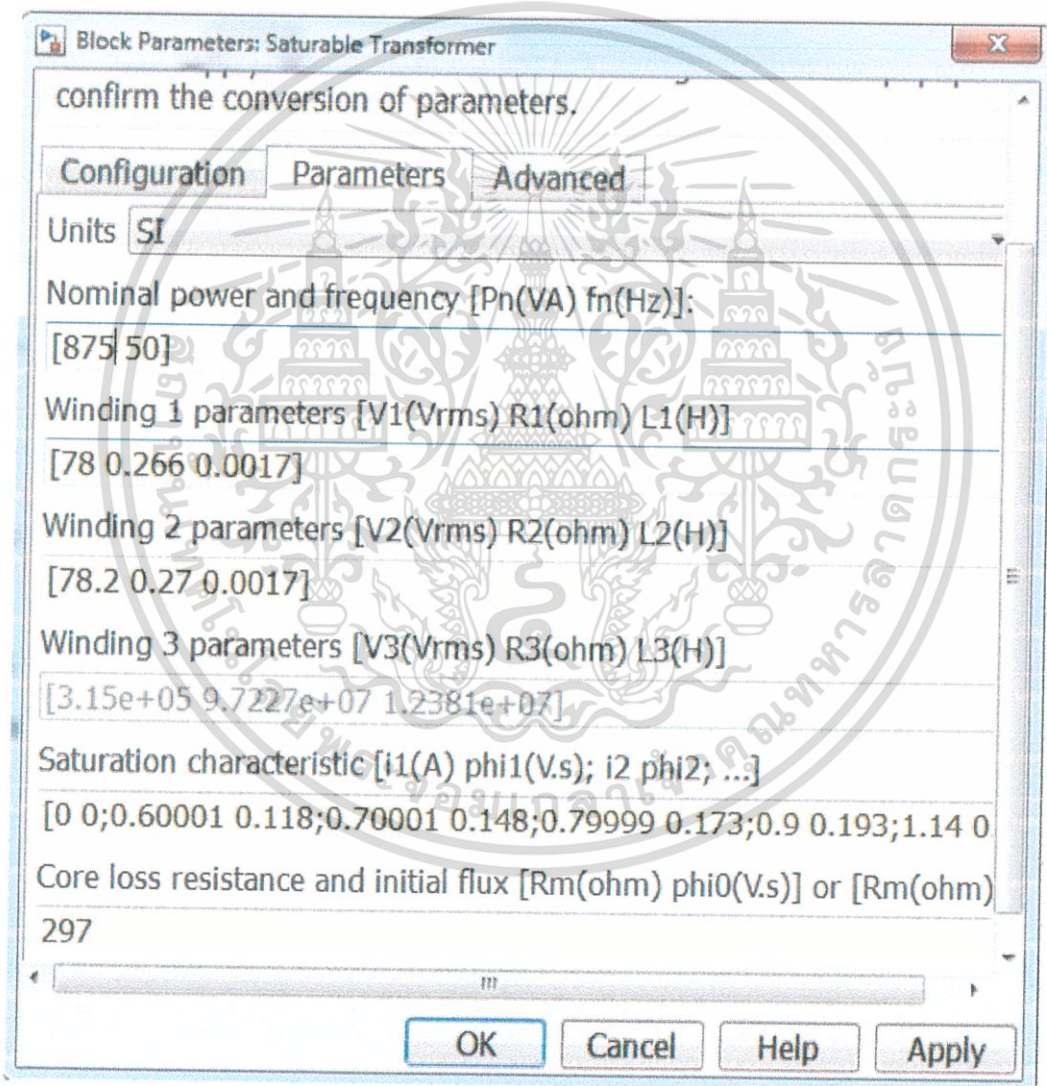 Block Parameters: Saturable Transformer
confirm the conversion of parameters.
Configuration Parameters Advanced
Units SI
Nominal power and frequency [Pn(VA) fn(Hz)]:
[875 50]
Winding 1 parameters [V1(Vrms) R1(ohm) L1(H)]
[78 0.266 0.0017]
Winding 2 parameters [V2(Vrms) R2(ohm) L2(H)]
[78.2 0.27 0.0017]
Winding 3 parameters [V3(Vrms) R3(ohm) L3(H)]
[3.15e+05 9.7227e+07 1.2381e+07]
Saturation characteristic [i1(A) phi1(V.s); i2 phi2; ...]
[0 0;0.60001 0.118;0.70001 0.148;0.79999 0.173;0.9 0.193;1.14 0
Core loss resistance and initial flux [Rm(ohm) phi0(V.s)] or [Rm(ohm)
297
OK Cancel Help Apply